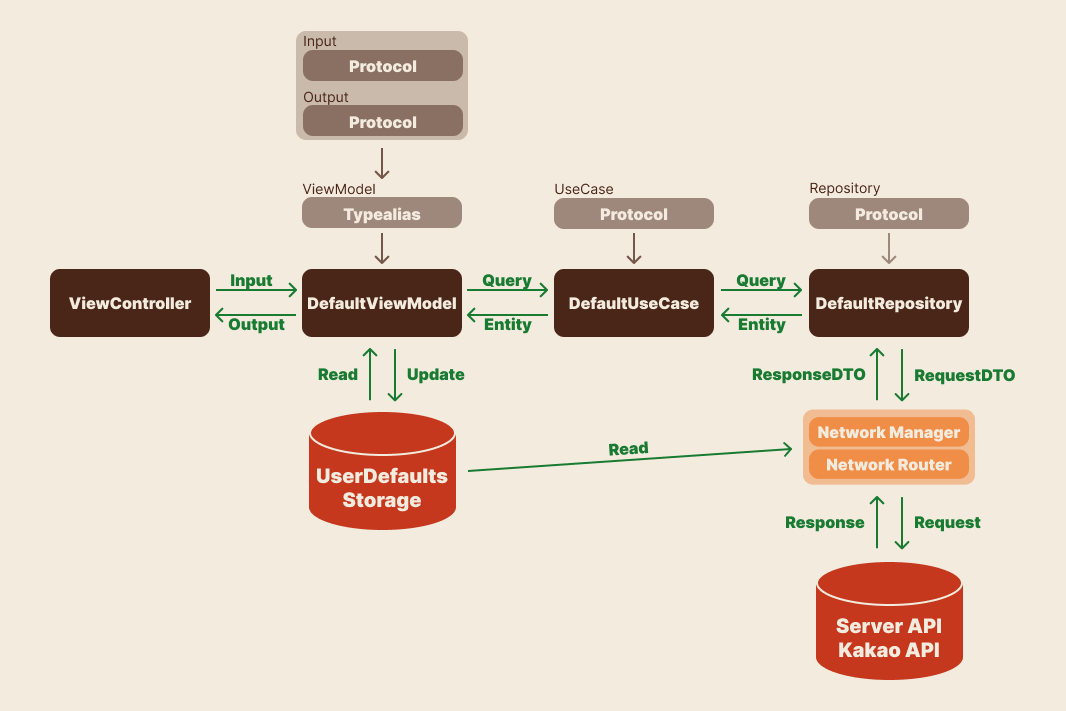 Input
Protocol
Output
Protocol
ViewModel
Typealias
UseCase
Protocol
Repository
Protocol
ViewController
Input
Output
DefaultViewModel
Query
Entity
DefaultUseCase
Query
Entity
DefaultRepository
Read
Update
ResponseDTO
RequestDTO
UserDefaults
Storage
Read
Network Manager
Network Router
Response
Request
Server API
Kakao API